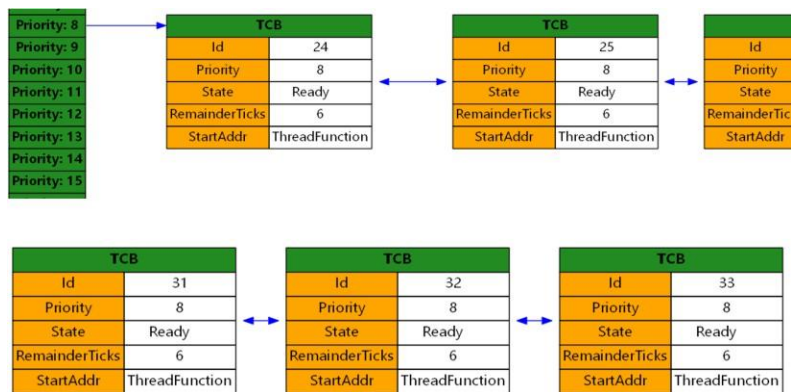 Priority: 8
Priority: 9
Priority: 10
Priority: 11
Priority: 12
Priority: 13
Priority: 14
Priority: 15
TCB
Id 24
Priority 8
State Ready
RemainderTicks 6
StartAddr ThreadFunction
TCB
Id 25
Priority 8
State Ready
RemainderTicks 6
StartAddr ThreadFunction
Id
Priority
State
StartAddr
TCB
Id 31
Priority 8
State Ready
RemainderTicks 6
StartAddr ThreadFunction
TCB
Id 32
Priority 8
State Ready
RemainderTicks 6
StartAddr ThreadFunction
TCB
Id 33
Priority 8
State Ready
RemainderTicks 6
StartAddr ThreadFunction